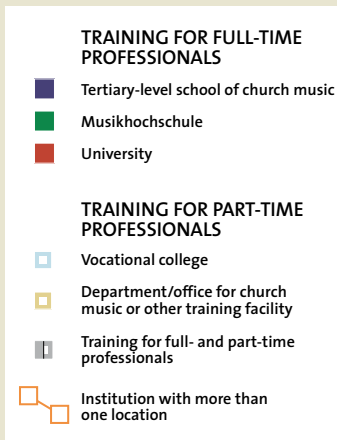 TRAINING FOR FULL-TIME
PROFESSIONALS
Tertiary-level school of church music
Musikhochschule
University
TRAINING FOR PART-TIME
PROFESSIONALS
Vocational college
Department/office for church
music or other training facility
Training for full- and part-time
professionals
Institution with more than
one location